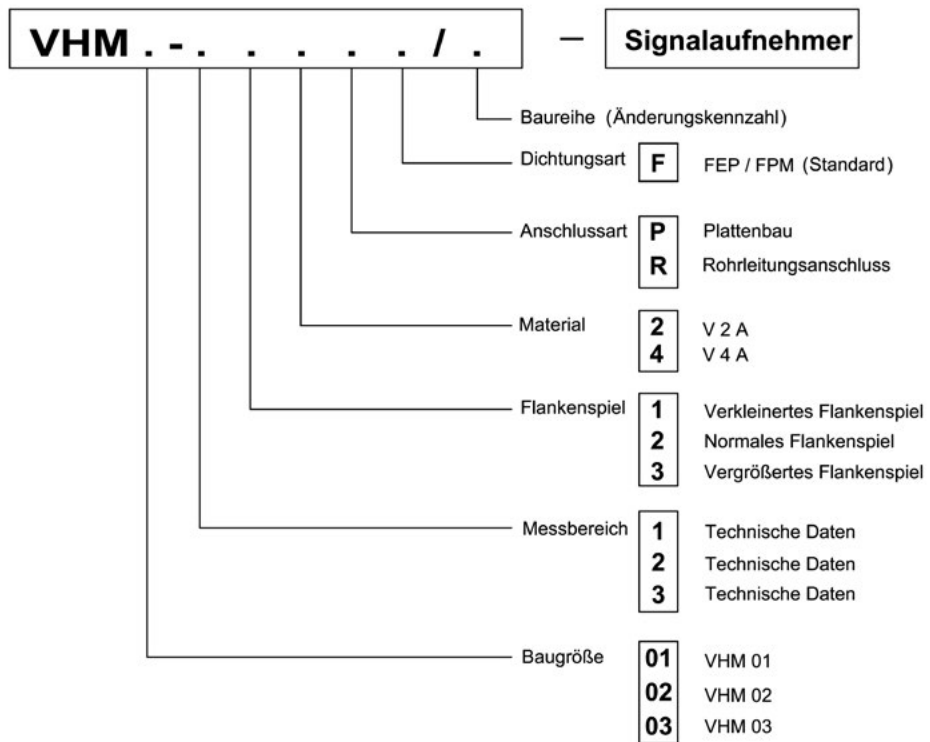 VHM . - . . . . . / . – Signalaufnehmer
Baureihe (Änderungskennzahl)
Dichtungsart F FEP / FPM (Standard)
Anschlussart P Plattenbau
R Rohrleitungsanschluss
Material 2 V 2 A
4 V 4 A
Flankenspiel 1 Verkleinertes Flankenspiel
2 Normales Flankenspiel
3 Vergrößertes Flankenspiel
Messbereich 1 Technische Daten
2 Technische Daten
3 Technische Daten
Baugröße 01 VHM 01
02 VHM 02
03 VHM 03